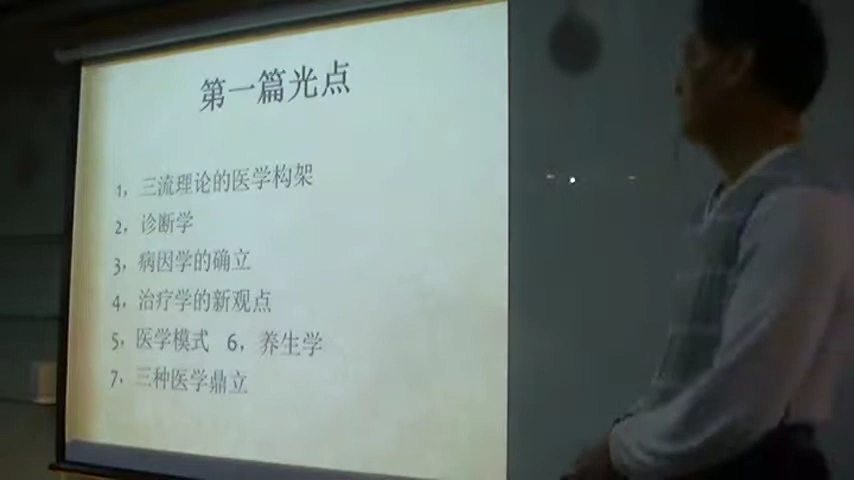 第一篇光点
1，三流理论的医学构架
2，诊断学
3，病因学的确立
4，治疗学的新观点
5，医学模式 6，养生学
7，三种医学鼎立